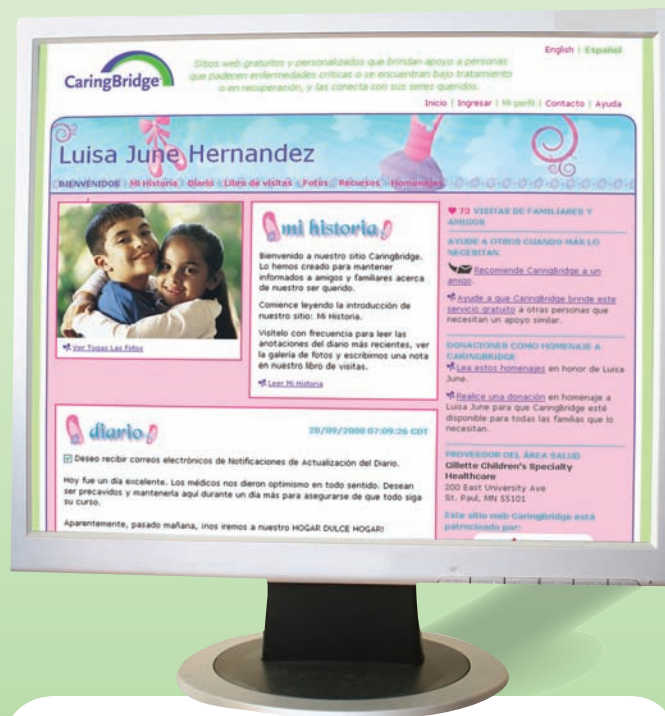 CaringBridge
Sitios web gratuitos y personalizados que brindan apoyo a personas
que padecen enfermedades críticas o se encuentran bajo tratamiento
o en recuperación, y las conecta con sus seres queridos.
English | Español
Inicio | Ingresar | Mi perfil | Contacto | Ayuda
Luisa June Hernandez
BIENVENIDOS | Mi Historia | Diario | Libro de visitas | Fotos | Recursos | Homenajes
Ver Todas Las Fotos
mi historia
Bienvenido a nuestro sitio CaringBridge.
Lo hemos creado para mantener
informados a amigos y familiares acerca
de nuestro ser querido.
Comience leyendo la introducción de
nuestro sitio: Mi Historia.
Visítelo con frecuencia para leer las
anotaciones del diario más recientes, ver
la galería de fotos y escribirnos una nota
en nuestro libro de visitas.
Leer Mi Historia
diario
28/09/2008 07:09:26 CDT
Deseo recibir correos electrónicos de Notificaciones de Actualización del Diario.
Hoy fue un día excelente. Los médicos nos dieron optimismo en todo sentido. Desean
ser precavidos y mantenerla aquí durante un día más para asegurarse de que todo siga
su curso.
Aparentemente, pasado mañana, ¡nos iremos a nuestro HOGAR DULCE HOGAR!
73 VISITAS DE FAMILIARES Y
AMIGOS
AYUDE A OTROS CUANDO MÁS LO
NECESITAN
Recomiende CaringBridge a un
amigo.
Ayude a que CaringBridge brinde este
servicio gratuito a otras personas que
necesitan un apoyo similar.
DONACIONES COMO HOMENAJE A
CARINGBRIDGE
Lea estos homenajes en honor de Luisa
June.
Realice una donación en homenaje a
Luisa June para que CaringBridge esté
disponible para todas las familias que lo
necesitan.
PROVEEDOR DEL ÁREA SALUD
Gillette Children's Specialty
Healthcare
200 East University Ave
St. Paul, MN 55101
Este sitio web CaringBridge está
patrocinado por: